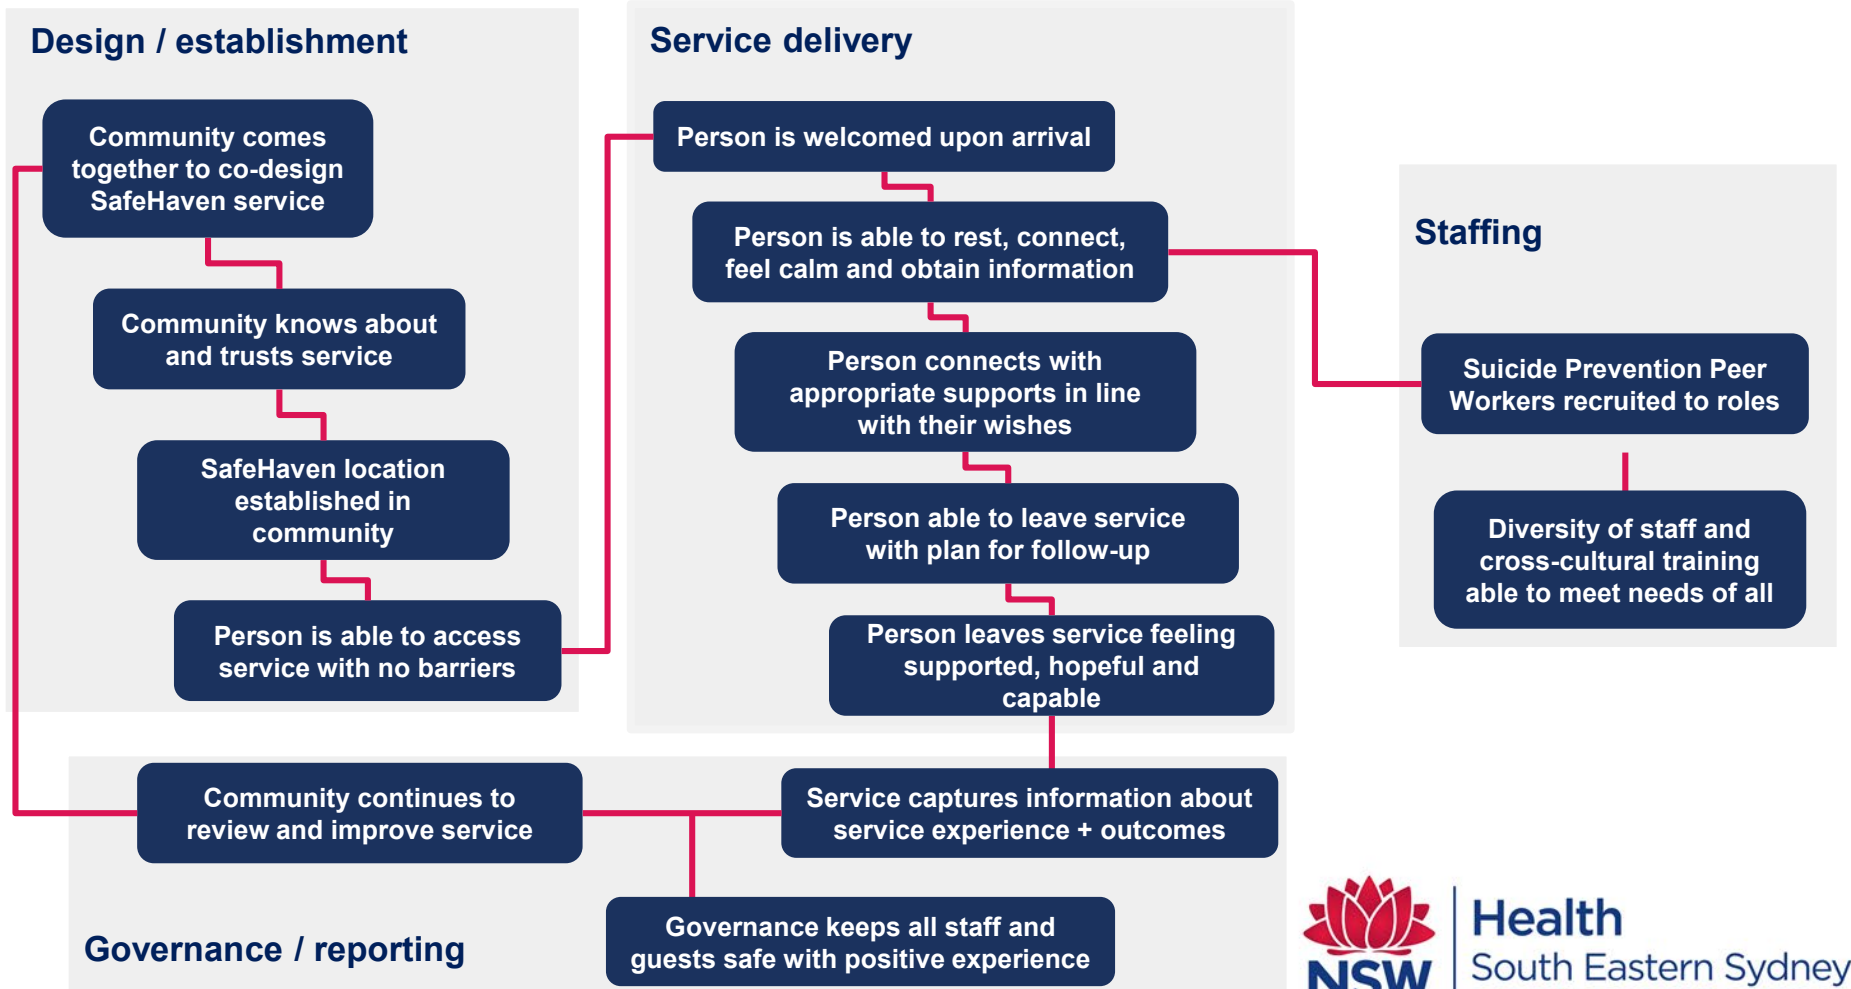 Design / establishment
Community comes
together to co-design
SafeHaven service
Community knows about
and trusts service
SafeHaven location
established in
community
Person is able to access
service with no barriers
Service delivery
Person is welcomed upon arrival
Person is able to rest, connect,
feel calm and obtain information
Person connects with
appropriate supports in line
with their wishes
Person able to leave service
with plan for follow-up
Person leaves service feeling
supported, hopeful and
capable
Staffing
Suicide Prevention Peer
Workers recruited to roles
Diversity of staff and
cross-cultural training
able to meet needs of all
Community continues to
review and improve service
Service captures information about
service experience + outcomes
Governance keeps all staff and
guests safe with positive experience
Governance / reporting
NSW
Health
South Eastern Sydney